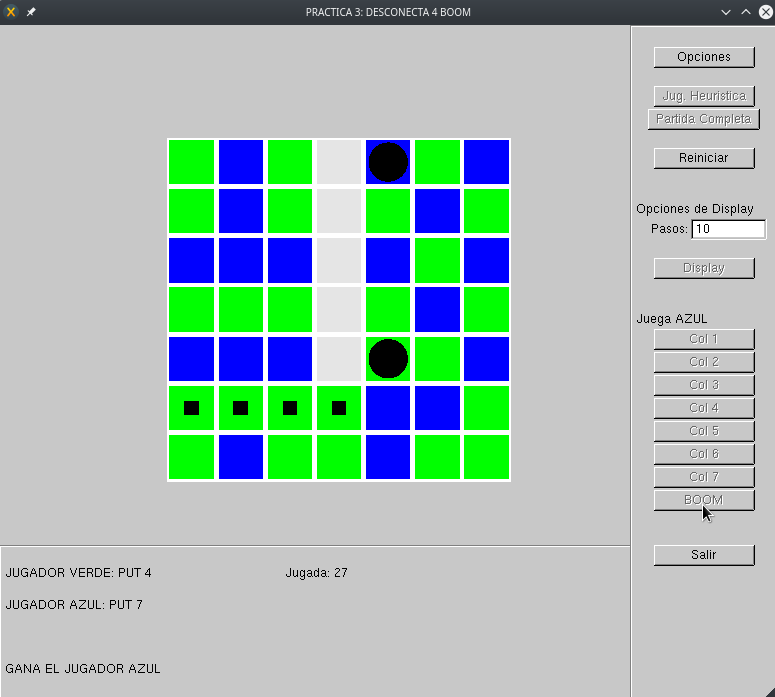 PRACTICA 3: DESCONECTA 4 BOOM
Opciones
Jug. Heuristica
Partida Completa
Reiniciar
Opciones de Display
Pasos: 10
Display
Juega AZUL
Col 1
Col 2
Col 3
Col 4
Col 5
Col 6
Col 7
BOOM
Salir
JUGADOR VERDE: PUT 4 Jugada: 27
JUGADOR AZUL: PUT 7
GANA EL JUGADOR AZUL